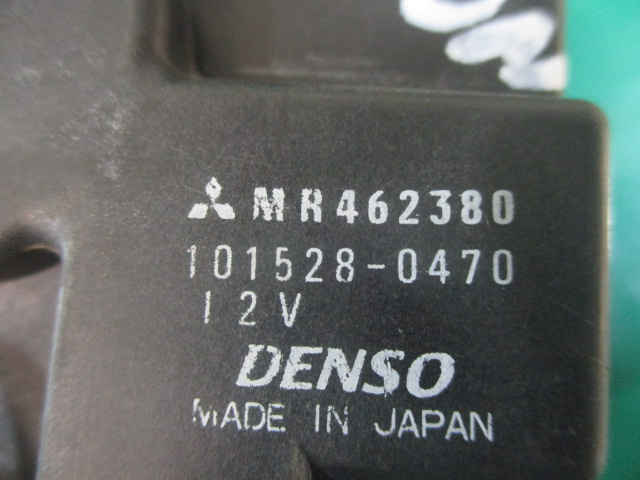 MR462380
101528-0470
12V
DENSO
MADE IN JAPAN